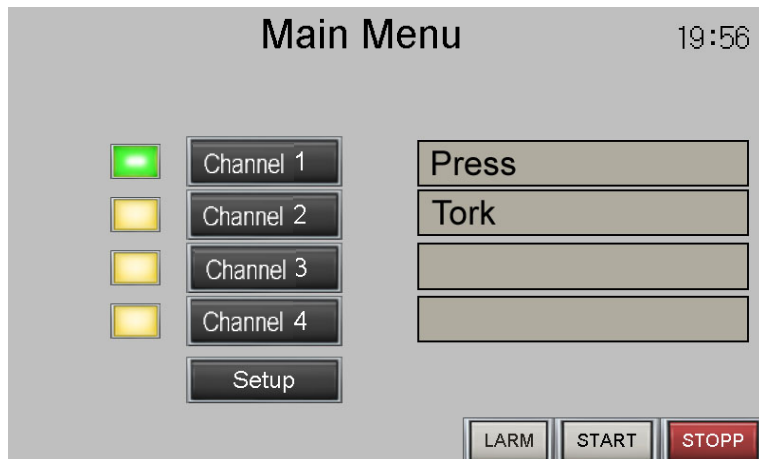 Main Menu 19:56
Channel 1 Press
Channel 2 Tork
Channel 3
Channel 4
Setup
LARM START STOPP